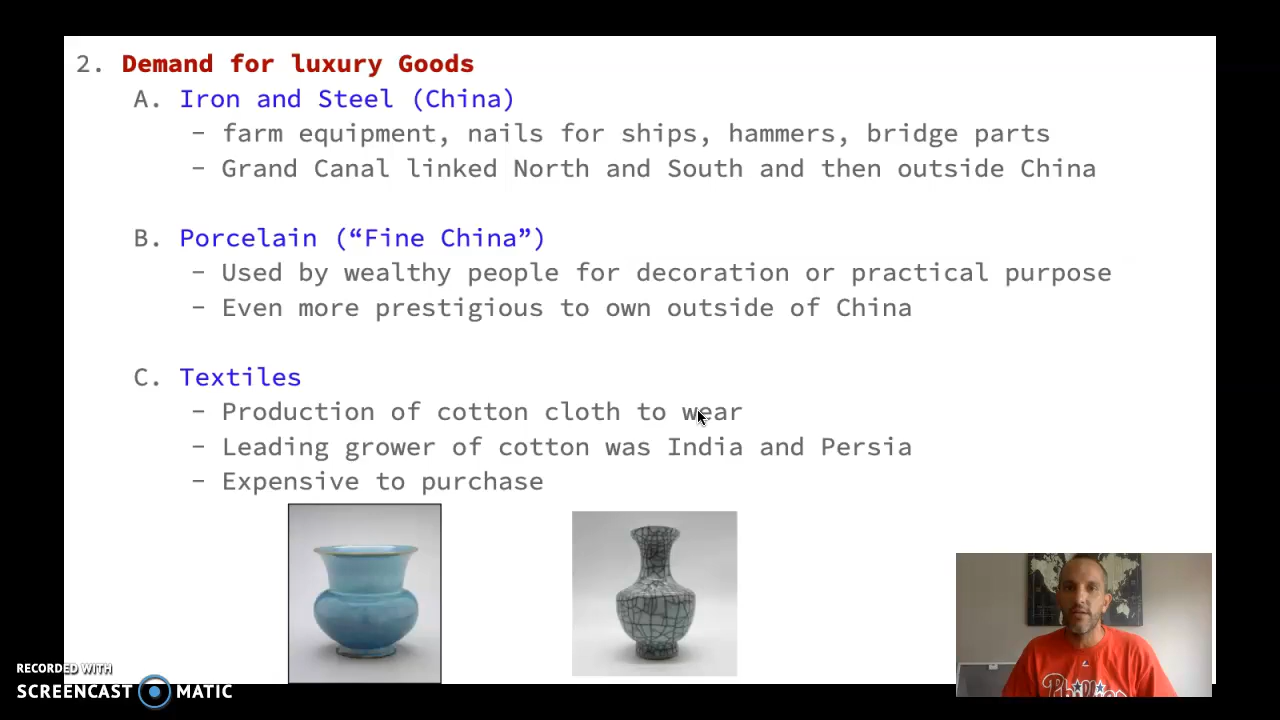 2. Demand for luxury Goods
A. Iron and Steel (China)
- farm equipment, nails for ships, hammers, bridge parts
- Grand Canal linked North and South and then outside China
B. Porcelain (“Fine China”)
- Used by wealthy people for decoration or practical purpose
- Even more prestigious to own outside of China
C. Textiles
- Production of cotton cloth to wear
- Leading grower of cotton was India and Persia
- Expensive to purchase
RECORDED WITH
SCREENCAST MATIC
Phillies